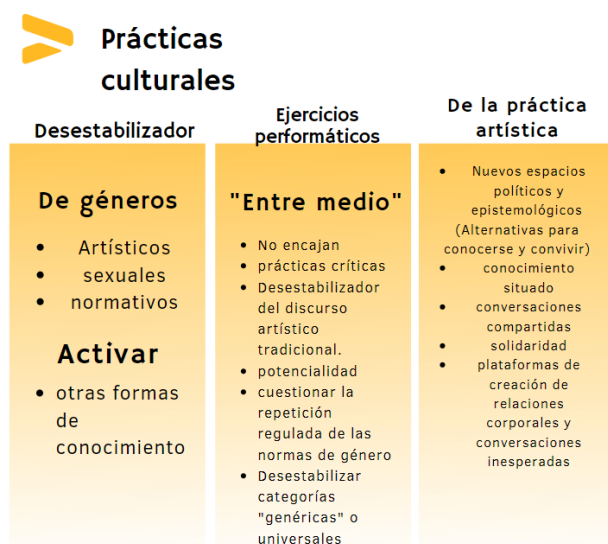 Prácticas
culturales
Desestabilizador
De géneros
• Artísticos
• sexuales
• normativos
Activar
• otras formas
de
conocimiento
Ejercicios
performáticos
"Entre medio"
• No encajan
• prácticas críticas
• Desestabilizador
del discurso
artístico
tradicional.
• potencialidad
• cuestionar la
repetición
regulada de las
normas de género
• Desestabilizar
categorías
"genéricas" o
universales
De la práctica
artística
• Nuevos espacios
políticos y
epistemológicos
(Alternativas para
conocerse y convivir)
• conocimiento
situado
• conversaciones
compartidas
• solidaridad
• plataformas de
creación de
relaciones
corporales y
conversaciones
inesperadas